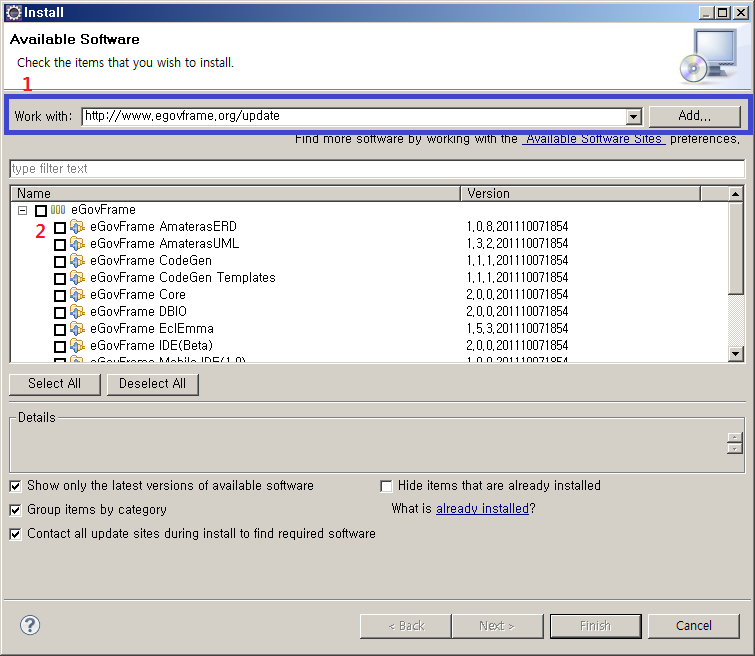 Install
Available Software
Check the items that you wish to install.
1
Work with: http://www.egovframe.org/update Add...
Find more software by working with the Available Software Sites preferences.
type filter text
Name Version
eGovFrame
2
eGovFrame AmaterasERD 1.0.8.201110071854
eGovFrame AmaterasUML 1.3.2.201110071854
eGovFrame CodeGen 1.1.1.201110071854
eGovFrame CodeGen Templates 1.1.1.201110071854
eGovFrame Core 2.0.0.201110071854
eGovFrame DBIO 2.0.0.201110071854
eGovFrame EclEmma 1.5.3.201110071854
eGovFrame IDE(Beta) 2.0.0.201110071854
eGovFrame Mobile IDE(1.0) 1.0.0.201110071854
Select All Deselect All
Details
Show only the latest versions of available software Hide items that are already installed
Group items by category What is already installed?
Contact all update sites during install to find required software
? < Back Next > Finish Cancel